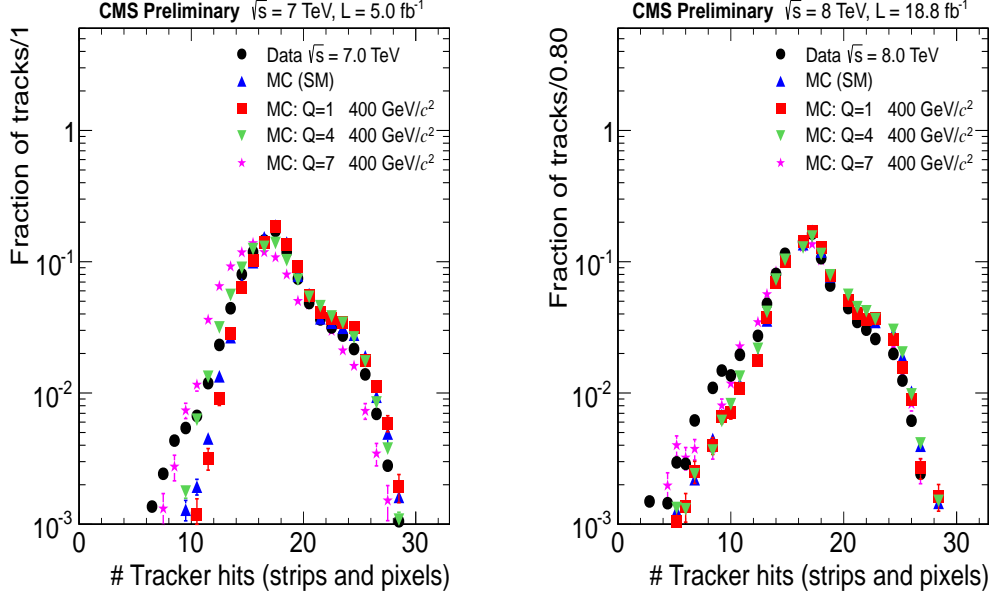 CMS Preliminary √s = 7 TeV, L = 5.0 fb⁻¹
Fraction of tracks/1
Data √s = 7.0 TeV
MC (SM)
MC: Q=1 400 GeV/c²
MC: Q=4 400 GeV/c²
MC: Q=7 400 GeV/c²
1
10⁻¹
10⁻²
10⁻³
0 10 20 30
# Tracker hits (strips and pixels)
CMS Preliminary √s = 8 TeV, L = 18.8 fb⁻¹
Fraction of tracks/0.80
Data √s = 8.0 TeV
MC (SM)
MC: Q=1 400 GeV/c²
MC: Q=4 400 GeV/c²
MC: Q=7 400 GeV/c²
1
10⁻¹
10⁻²
10⁻³
0 10 20 30
# Tracker hits (strips and pixels)